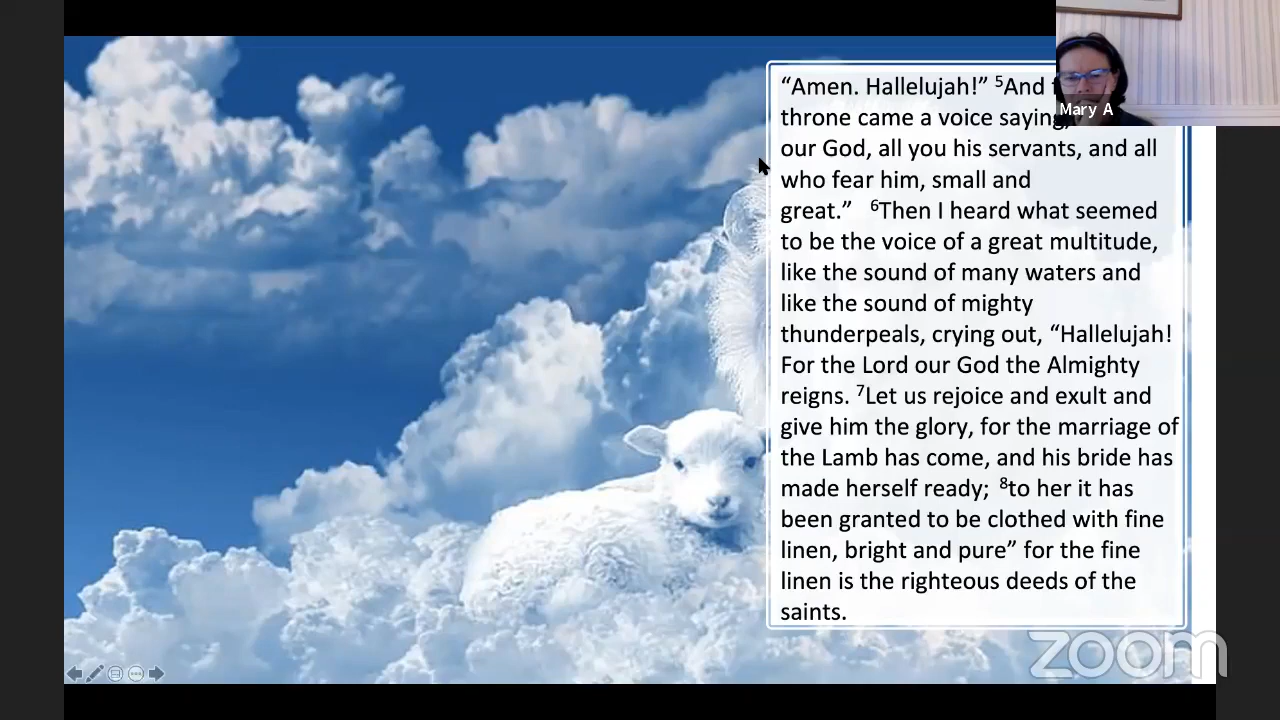 “Amen. Hallelujah!” ⁵And
throne came a voice saying,
our God, all you his servants, and all
who fear him, small and
great.” ⁶Then I heard what seemed
to be the voice of a great multitude,
like the sound of many waters and
like the sound of mighty
thunderpeals, crying out, “Hallelujah!
For the Lord our God the Almighty
reigns. ⁷Let us rejoice and exult and
give him the glory, for the marriage of
the Lamb has come, and his bride has
made herself ready; ⁸to her it has
been granted to be clothed with fine
linen, bright and pure” for the fine
linen is the righteous deeds of the
saints.
Mary A
zoom